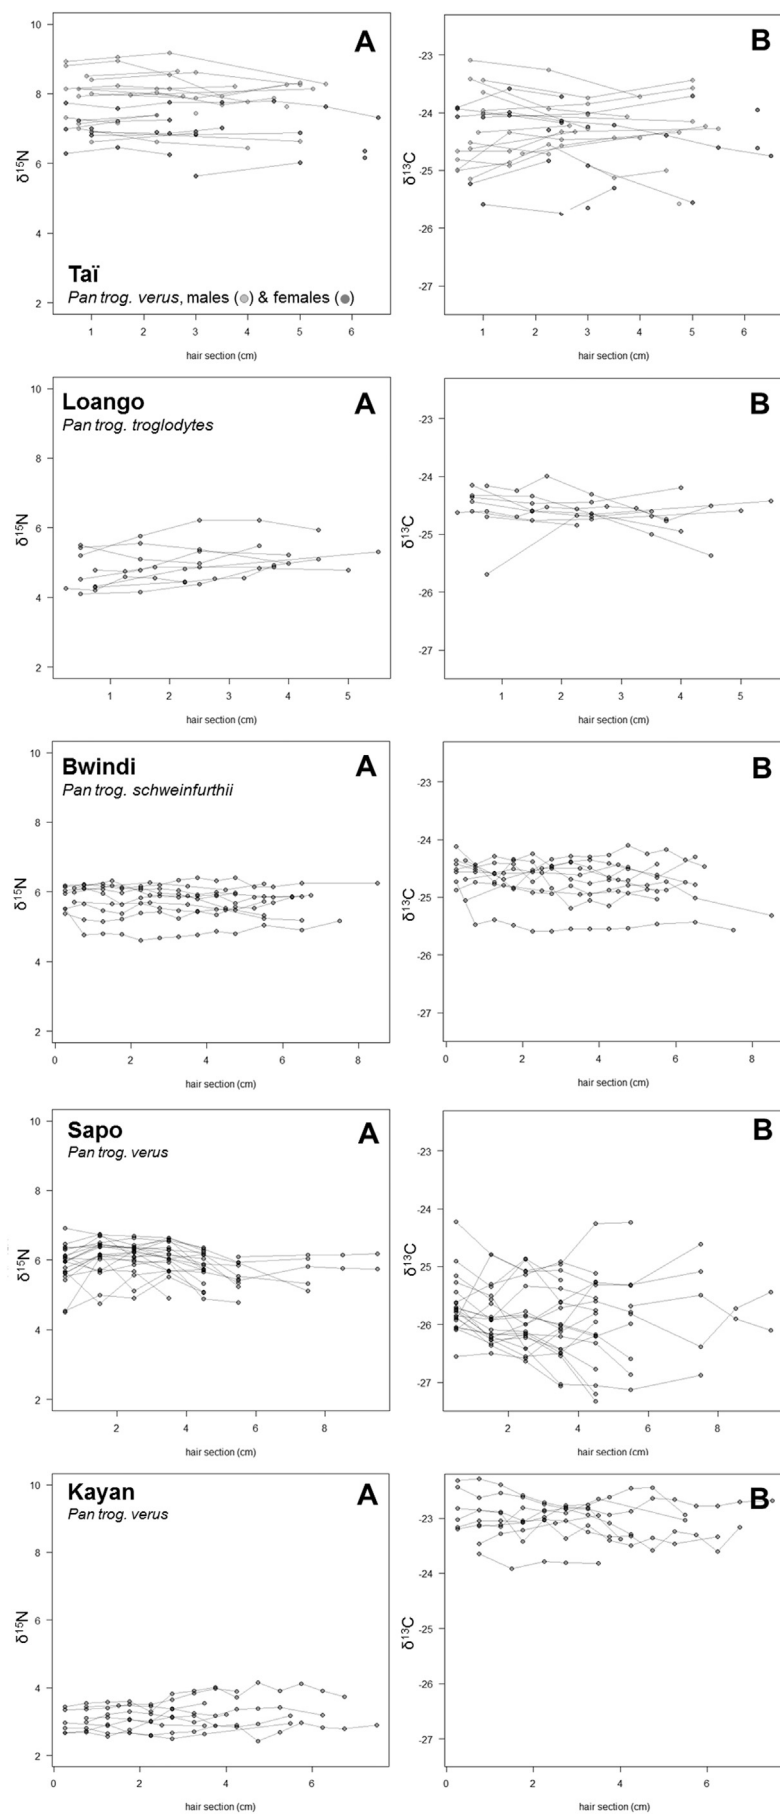 10
A
8
6
4
2
δ15N
Taï
Pan trog. verus, males ( ) & females ( )
1 2 3 4 5 6
hair section (cm)
B
-23
-24
-25
-26
-27
δ13C
1 2 3 4 5 6
hair section (cm)
10
Loango
Pan trog. troglodytes
A
8
6
4
2
δ15N
1 2 3 4 5
hair section (cm)
B
-23
-24
-25
-26
-27
δ13C
1 2 3 4 5
hair section (cm)
10
Bwindi
Pan trog. schweinfurthii
A
8
6
4
2
δ15N
0 2 4 6 8
hair section (cm)
B
-23
-24
-25
-26
-27
δ13C
0 2 4 6 8
hair section (cm)
10
Sapo
Pan trog. verus
A
8
6
4
2
δ15N
2 4 6 8
hair section (cm)
B
-23
-24
-25
-26
-27
δ13C
2 4 6 8
hair section (cm)
10
Kayan
Pan trog. verus
A
8
6
4
2
δ15N
0 2 4 6
hair section (cm)
B
-23
-24
-25
-26
-27
δ13C
0 2 4 6
hair section (cm)